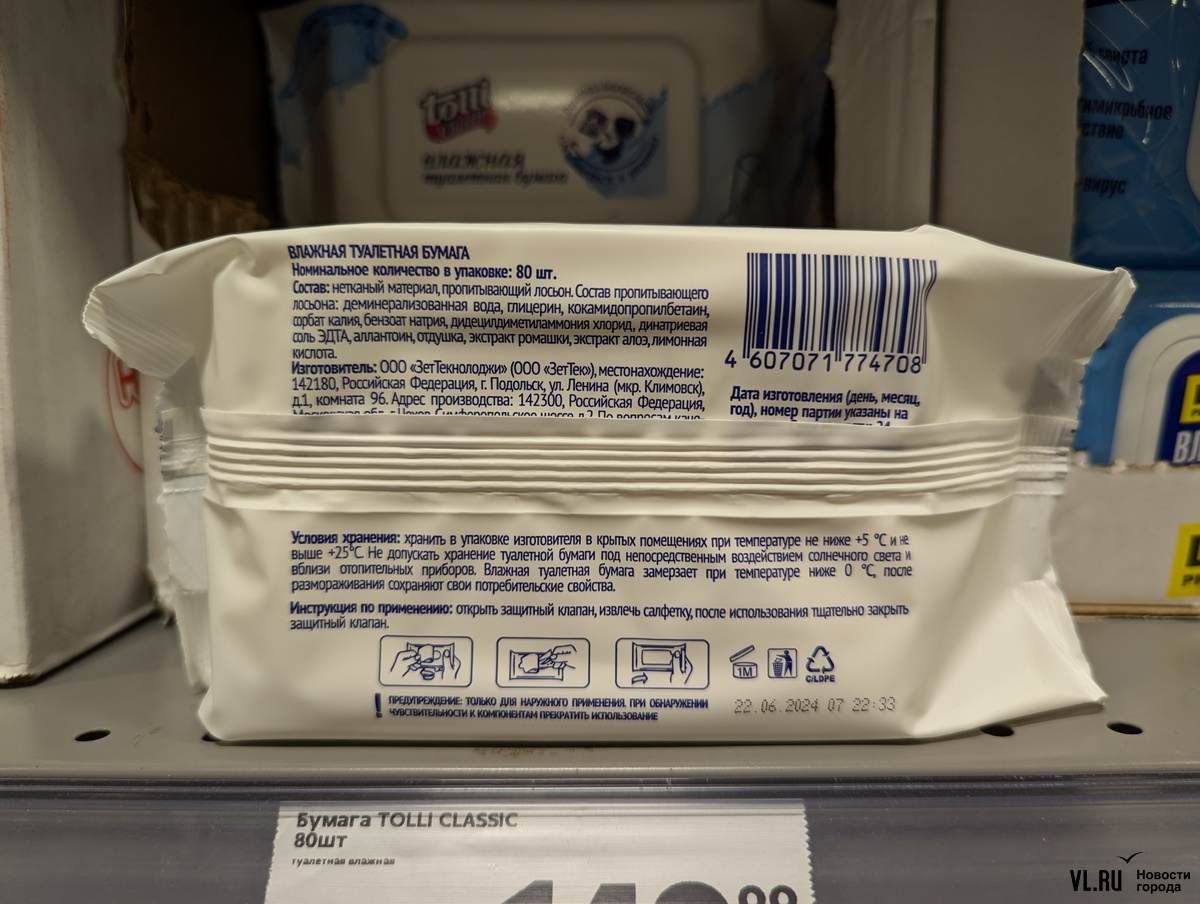 tolli
влажная
туалетная бумага
спирта
вирус
ВЛАЖНАЯ ТУАЛЕТНАЯ БУМАГА
Номинальное количество в упаковке: 80 шт.
Состав: нетканый материал, пропитывающий лосьон. Состав пропитывающего
лосьона: деминерализованная вода, глицерин, кокамидопропилбетаин,
сорбат калия, бензоат натрия, дидецилдиметиламмония хлорид, динатриевая
соль ЭДТА, аллантоин, отдушка, экстракт ромашки, экстракт алоэ, лимонная
кислота.
Изготовитель: ООО «ЗетТекнолоджи» (ООО «ЗетТек»), местонахождение:
142180, Российская Федерация, г. Подольск, ул. Ленина (мкр. Климовск),
д.1, комната 96. Адрес производства: 142300, Российская Федерация,
4 607071 774708
Дата изготовления (день, месяц,
год), номер партии указаны на
Условия хранения: хранить в упаковке изготовителя в крытых помещениях при температуре не ниже +5 °С и не
выше +25°С. Не допускать хранение туалетной бумаги под непосредственным воздействием солнечного света и
вблизи отопительных приборов. Влажная туалетная бумага замерзает при температуре ниже 0 °С, после
размораживания сохраняют свои потребительские свойства.
Инструкция по применению: открыть защитный клапан, извлечь салфетку, после использования тщательно закрыть
защитный клапан.
1M
C/LDPE
! ПРЕДУПРЕЖДЕНИЕ: ТОЛЬКО ДЛЯ НАРУЖНОГО ПРИМЕНЕНИЯ. ПРИ ОБНАРУЖЕНИИ
ЧУВСТВИТЕЛЬНОСТИ К КОМПОНЕНТАМ ПРЕКРАТИТЬ ИСПОЛЬЗОВАНИЕ
22.06.2024 07 22:33
Бумага TOLLI CLASSIC
80шт
туалетная влажная
VL.RU Новости
города